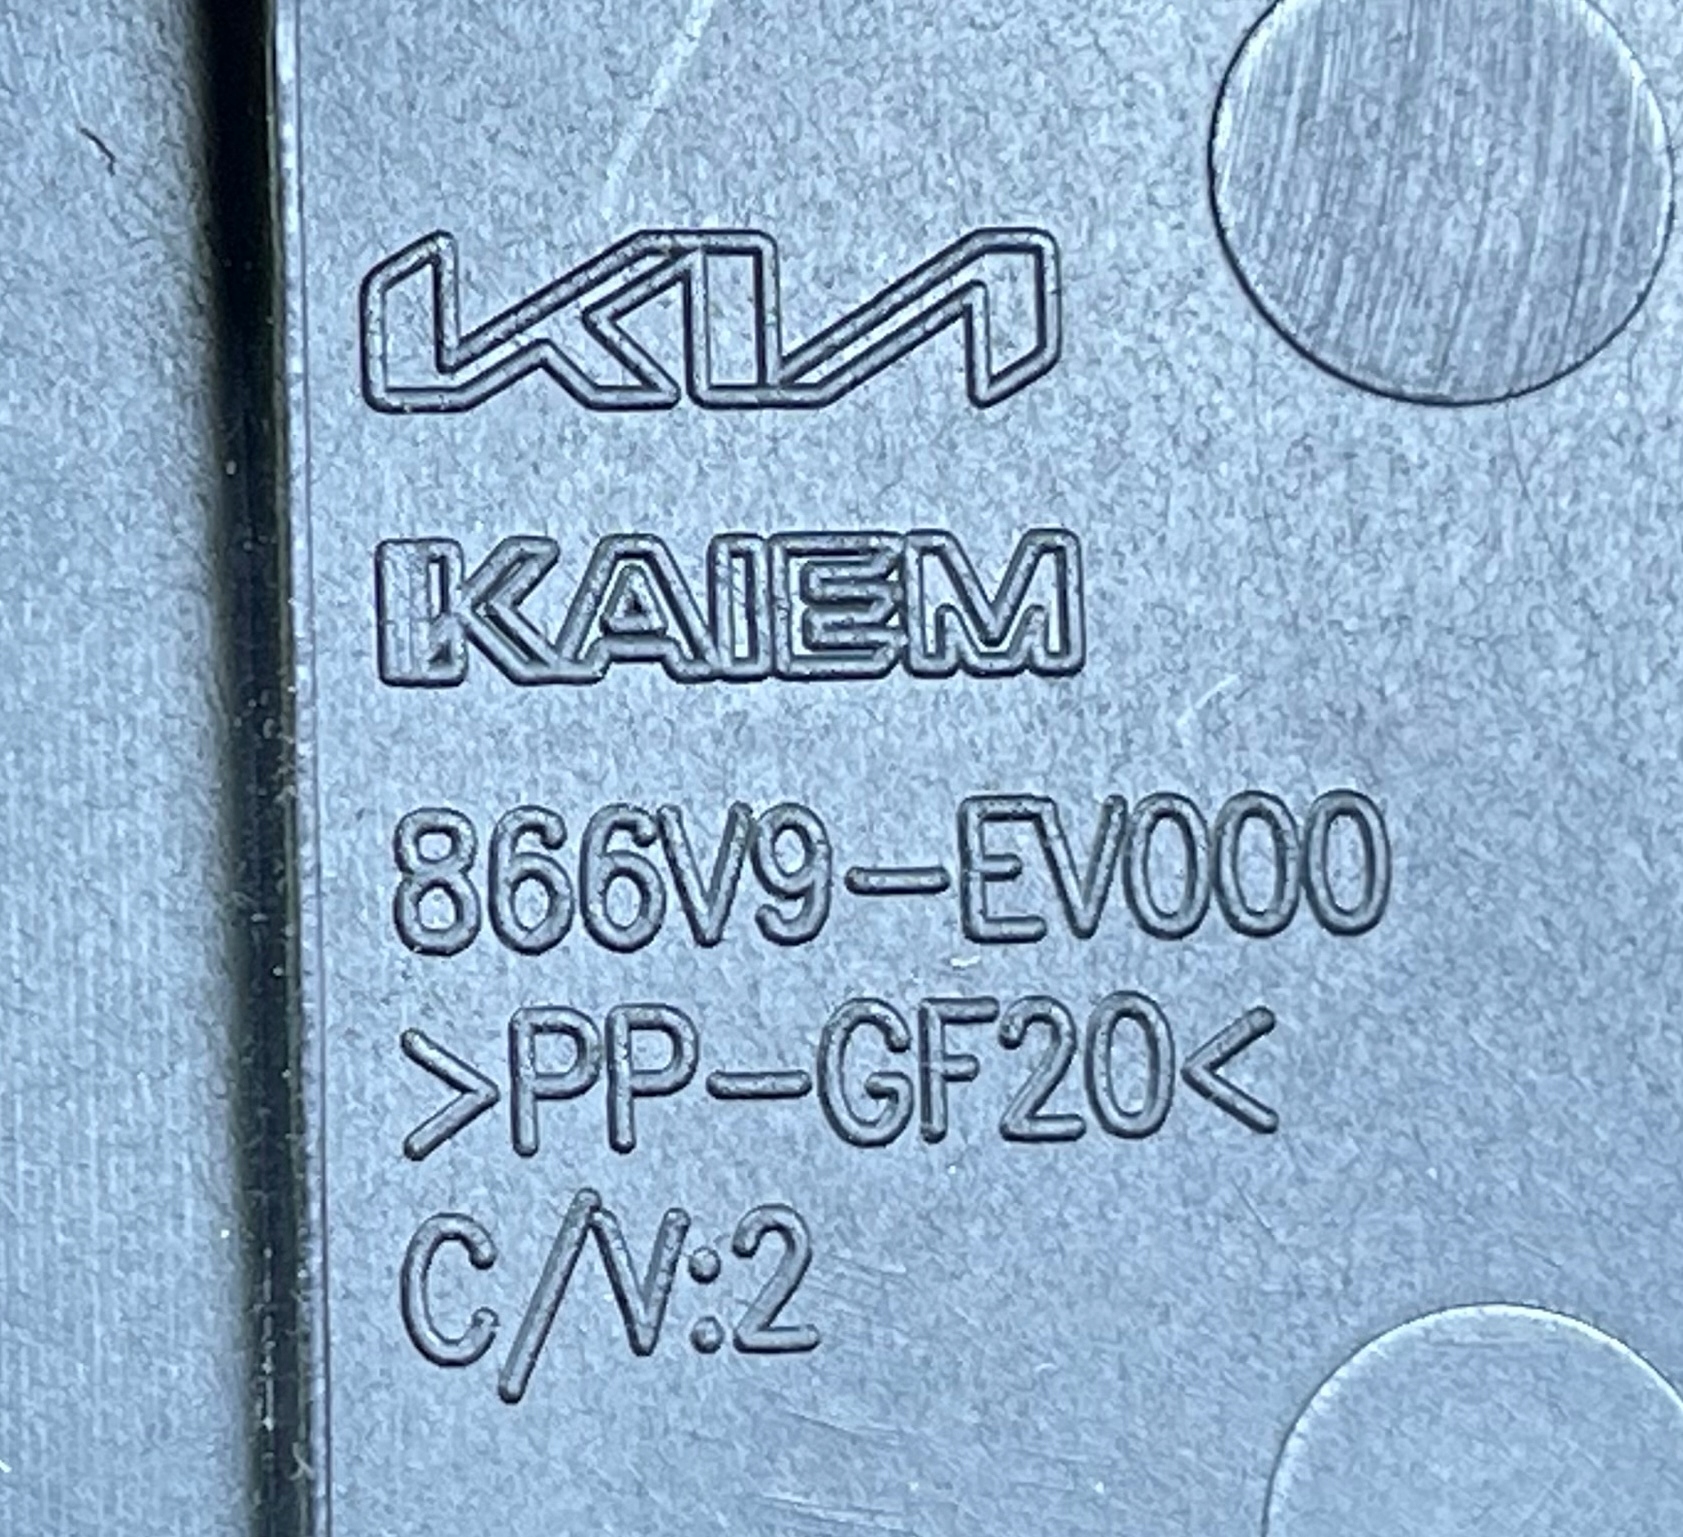 KIA
KAIEM
866V9-EV000
>PP-GF20<
C/V:2